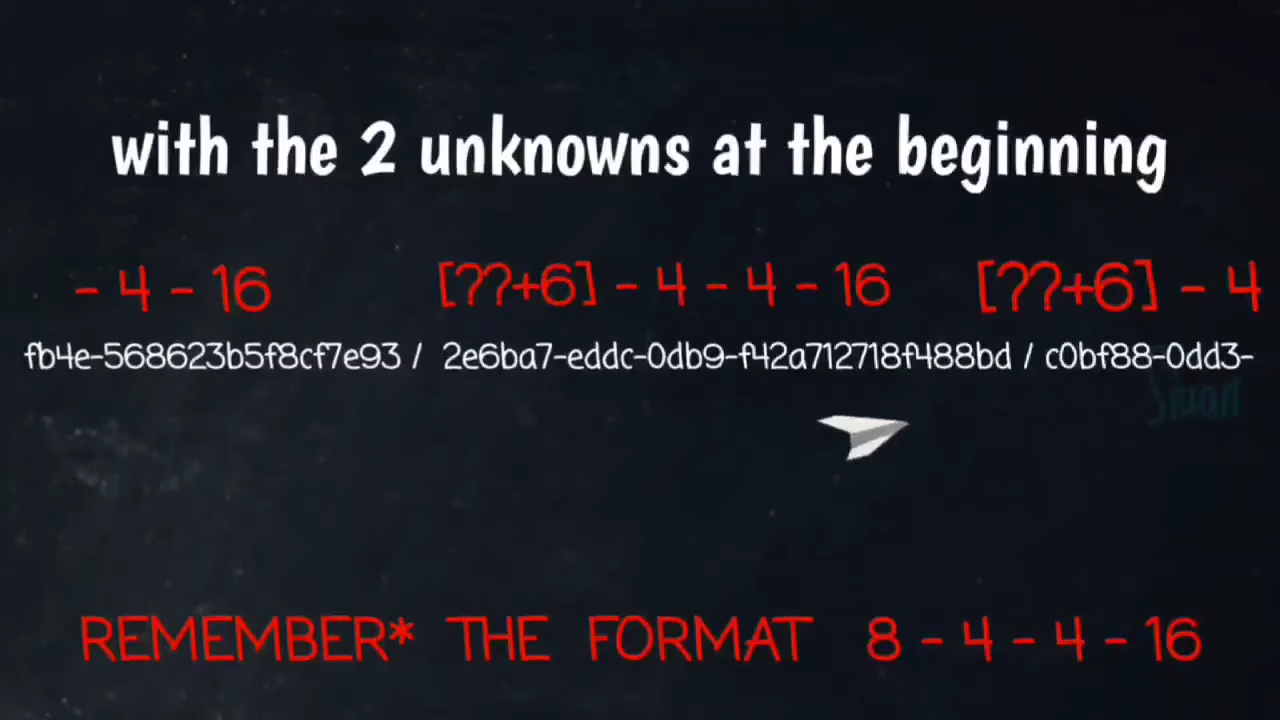 with the 2 unknowns at the beginning
- 4 - 16 [??+6] - 4 - 4 - 16 [??+6] - 4
fb4e-568623b5f8cf7e93 / 2e6ba7-eddc-0db9-f42a712718f488bd / c0bf88-0dd3-
REMEMBER* THE FORMAT 8 - 4 - 4 - 16